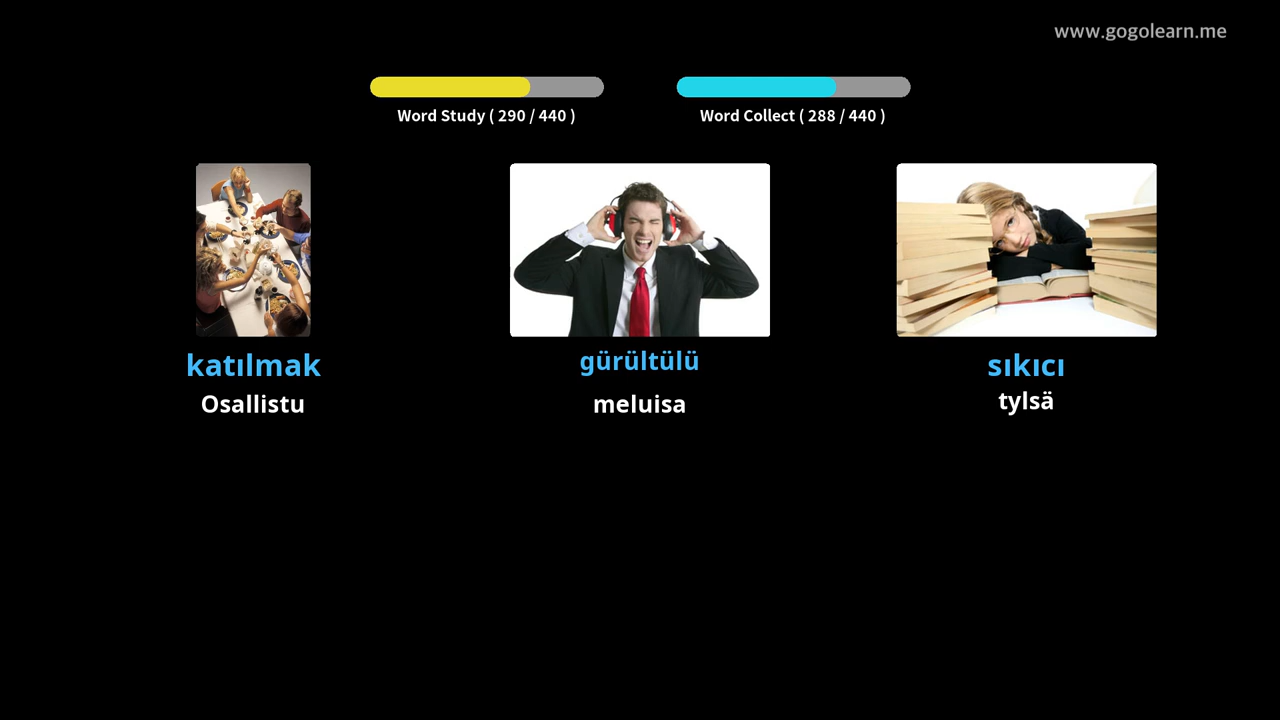 www.gogolearn.me
Word Study ( 290 / 440 )
Word Collect ( 288 / 440 )
katılmak
Osallistu
gürültülü
meluisa
sıkıcı
tylsä